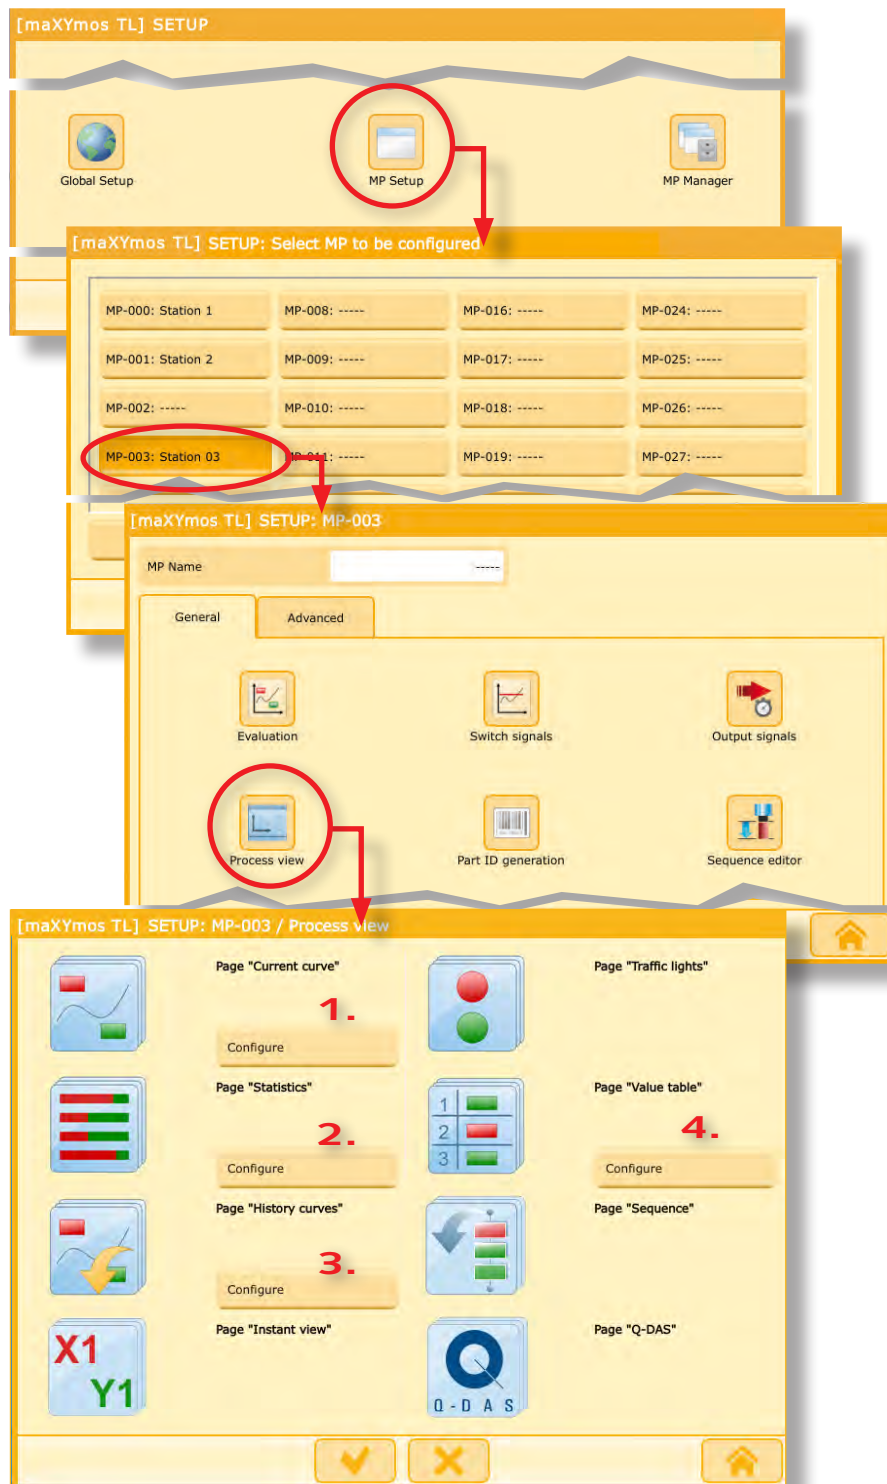 [maXYmos TL] SETUP
Global Setup
MP Setup
MP Manager
[maXYmos TL] SETUP: Select MP to be configured
MP-000: Station 1
MP-008: -----
MP-016: -----
MP-024: -----
MP-001: Station 2
MP-009: -----
MP-017: -----
MP-025: -----
MP-002: -----
MP-010: -----
MP-018: -----
MP-026: -----
MP-003: Station 03
MP-011: -----
MP-019: -----
MP-027: -----
[maXYmos TL] SETUP: MP-003
MP Name
-----
General
Advanced
Evaluation
Switch signals
Output signals
Process view
Part ID generation
Sequence editor
[maXYmos TL] SETUP: MP-003 / Process view
Page "Current curve"
1.
Configure
Page "Traffic lights"
Page "Statistics"
2.
Configure
1
2
3
Page "Value table"
4.
Configure
Page "History curves"
3.
Configure
Page "Sequence"
X1
Y1
Page "Instant view"
Q-DAS
Page "Q-DAS"